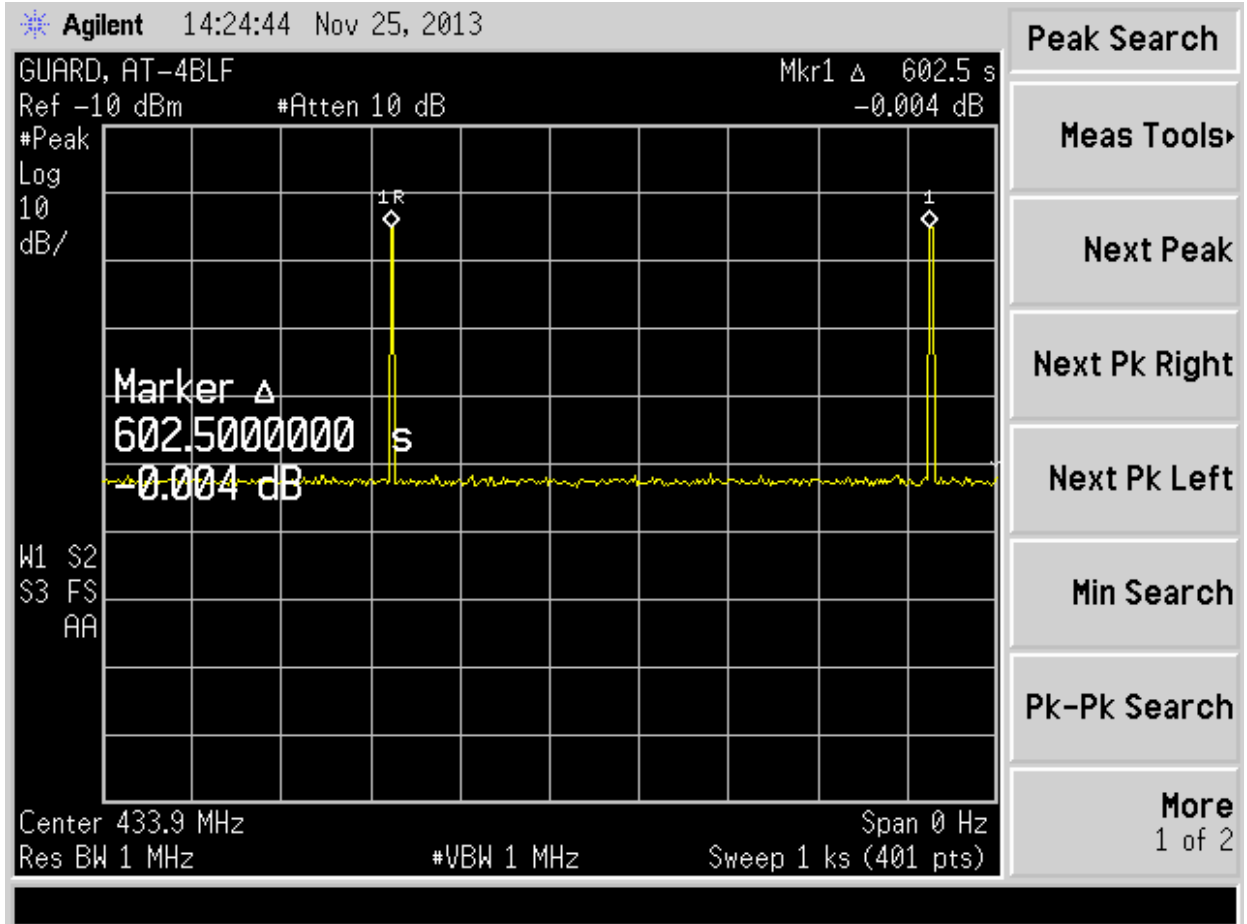 Agilent 14:24:44 Nov 25, 2013
Peak Search
GUARD, AT-4BLF
Mkr1 Δ 602.5 s
Ref -10 dBm #Atten 10 dB -0.004 dB
#Peak
Log
10
dB/
1R
1
Marker Δ
602.5000000 s
-0.004 dB
W1 S2
S3 FS
AA
Center 433.9 MHz Span 0 Hz
Res BW 1 MHz #VBW 1 MHz Sweep 1 ks (401 pts)
Meas Tools▸
Next Peak
Next Pk Right
Next Pk Left
Min Search
Pk-Pk Search
More
1 of 2